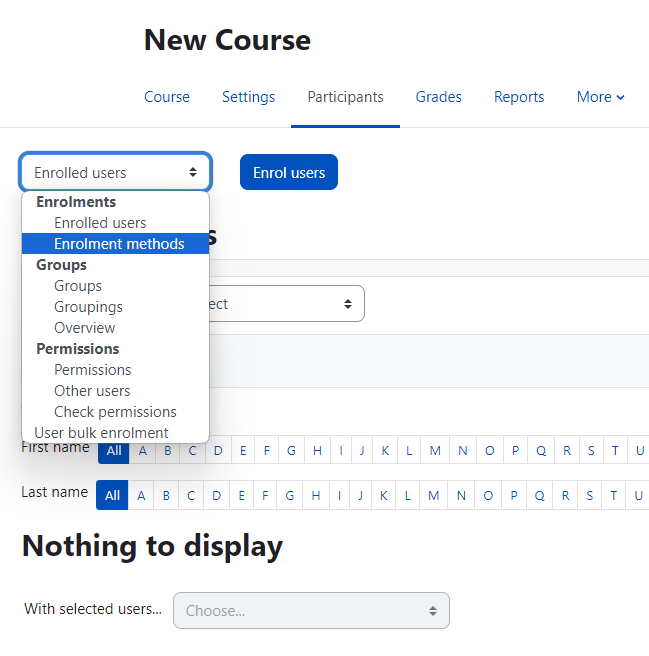 New Course
Course Settings Participants Grades Reports More
Enrolled users Enrol users
Enrolments
Enrolled users
Enrolment methods
Groups
Groups
Groupings
Overview
Permissions
Permissions
Other users
Check permissions
User bulk enrolment
First name All A B C D E F G H I J K L M N O P Q R S T U
Last name All A B C D E F G H I J K L M N O P Q R S T U
Nothing to display
With selected users... Choose...